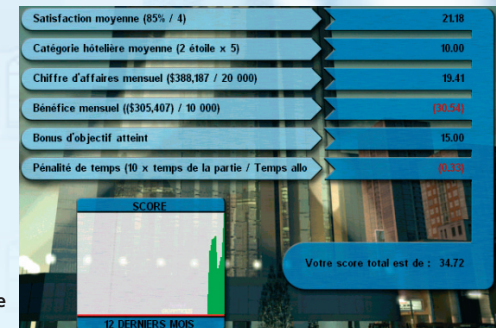 Satisfaction moyenne (85% / 4) 21.18
Catégorie hôtelière moyenne (2 étoile x 5) 10.00
Chiffre d'affaires mensuel ($388,187 / 20 000) 19.41
Bénéfice mensuel (($305,407) / 10 000) (30.54)
Bonus d'objectif atteint 15.00
Pénalité de temps (10 x temps de la partie / Temps allo (0.33)
SCORE
Votre score total est de : 34.72
e
12 DERNIERS MOIS